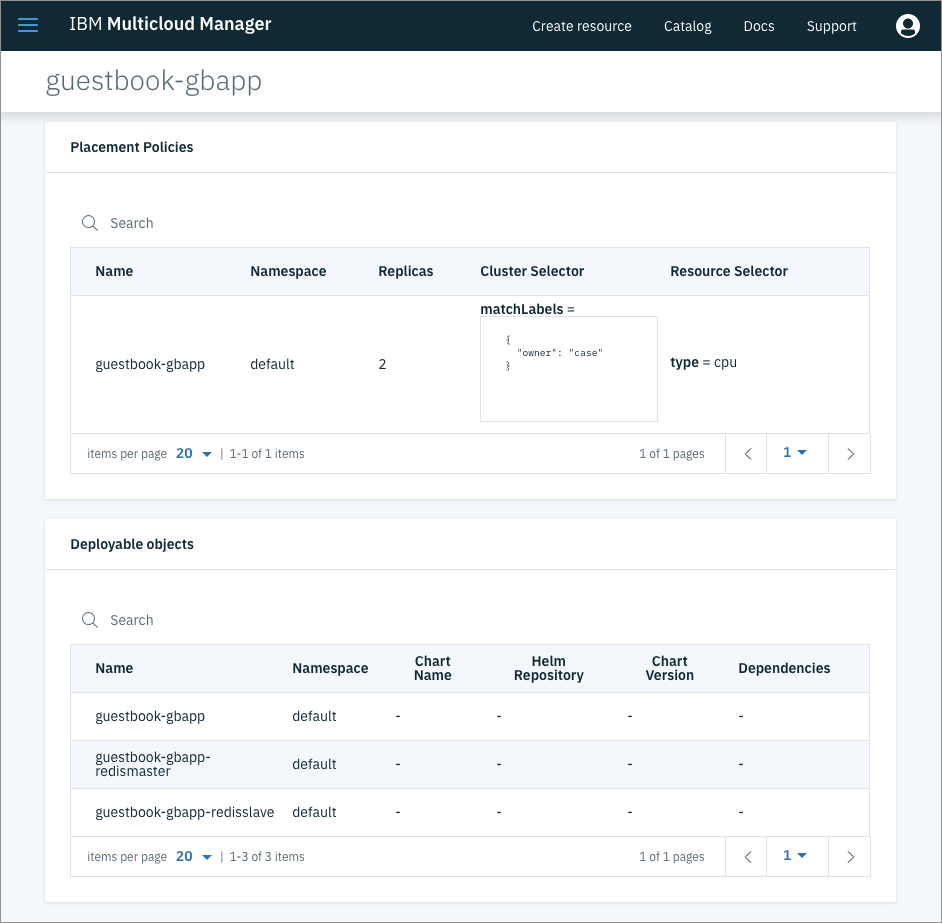 IBM Multicloud Manager Create resource Catalog Docs Support
guestbook-gbapp
Placement Policies
Search
Name Namespace Replicas Cluster Selector Resource Selector
matchLabels =
{
"owner": "case"
}
guestbook-gbapp default 2 type = cpu
items per page 20 | 1-1 of 1 items 1 of 1 pages 1
Deployable objects
Search
Name Namespace Chart Name Helm Repository Chart Version Dependencies
guestbook-gbapp default - - - -
guestbook-gbapp-
redismaster default - - - -
guestbook-gbapp-redisslave default - - - -
items per page 20 | 1-3 of 3 items 1 of 1 pages 1